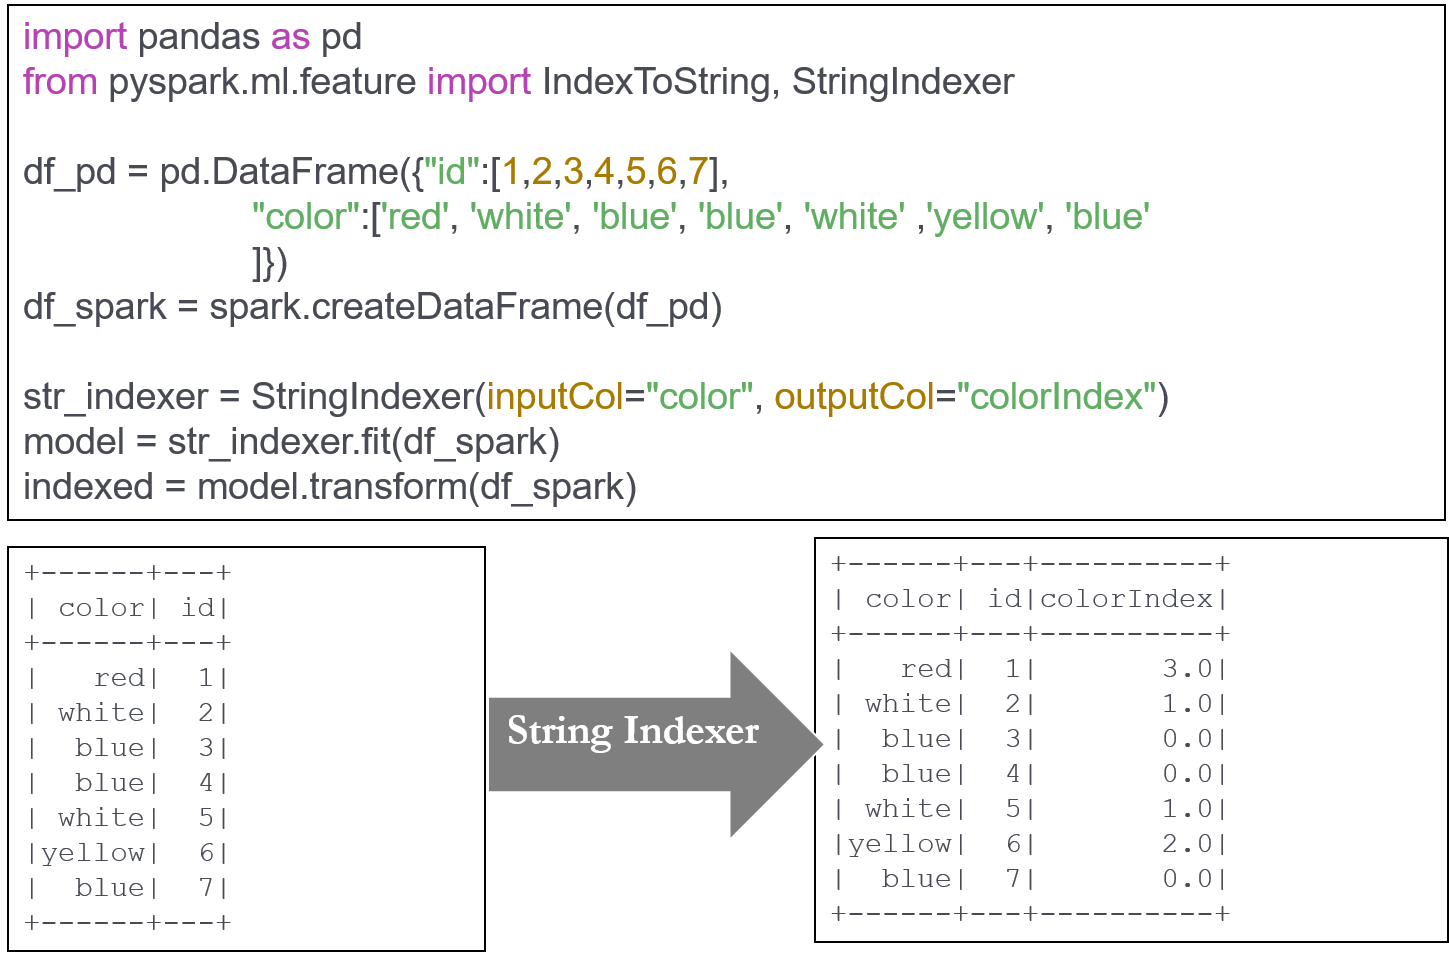 import pandas as pd
from pyspark.ml.feature import IndexToString, StringIndexer
df_pd = pd.DataFrame({"id":[1,2,3,4,5,6,7],
"color":['red', 'white', 'blue', 'blue', 'white' ,'yellow', 'blue'
]})
df_spark = spark.createDataFrame(df_pd)
str_indexer = StringIndexer(inputCol="color", outputCol="colorIndex")
model = str_indexer.fit(df_spark)
indexed = model.transform(df_spark)
+------+---+
| color| id|
+------+---+
|   red|  1|
| white|  2|
|  blue|  3|
|  blue|  4|
| white|  5|
|yellow|  6|
|  blue|  7|
+------+---+
String Indexer
+------+---+----------+
| color| id|colorIndex|
+------+---+----------+
|   red|  1|       3.0|
| white|  2|       1.0|
|  blue|  3|       0.0|
|  blue|  4|       0.0|
| white|  5|       1.0|
|yellow|  6|       2.0|
|  blue|  7|       0.0|
+------+---+----------+